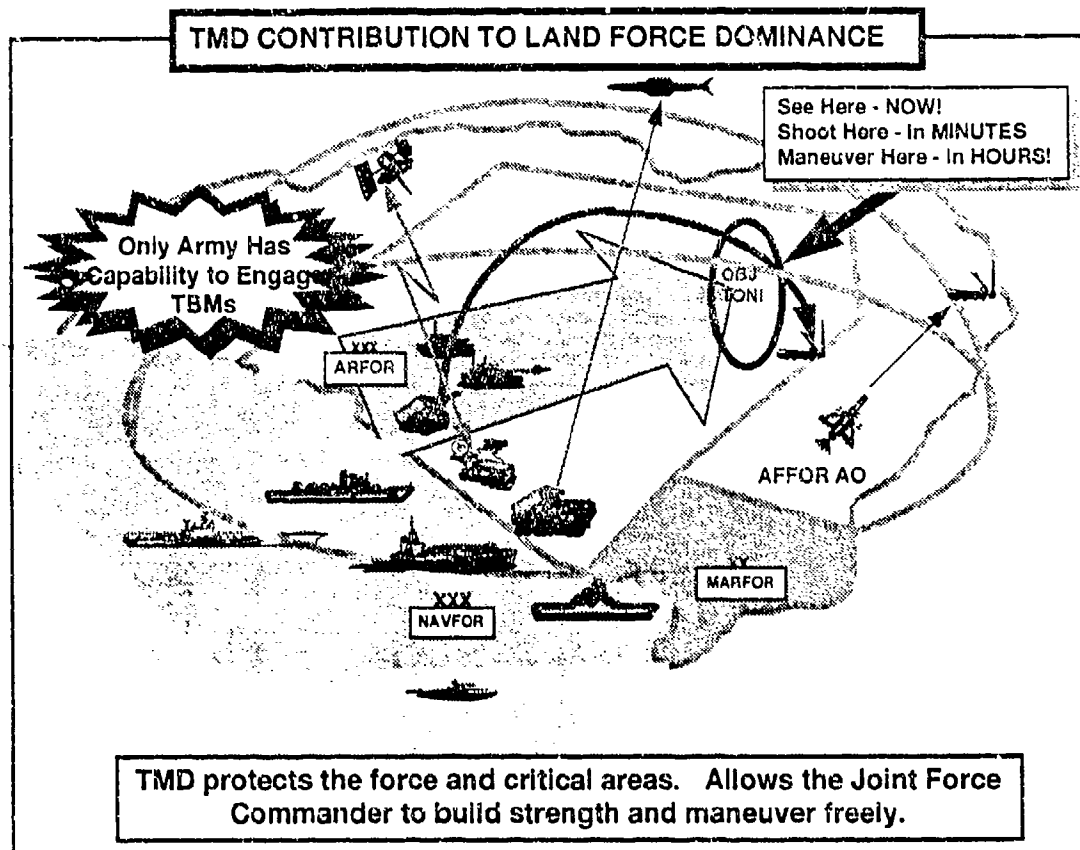 TMD CONTRIBUTION TO LAND FORCE DOMINANCE
See Here - NOW!
Shoot Here - In MINUTES
Maneuver Here - In HOURS!
Only Army Has
Capability to Engage
TBMs
OBJ
TONI
XXX
ARFOR
AFFOR AO
XX
MARFOR
XXX
NAVFOR
TMD protects the force and critical areas. Allows the Joint Force
Commander to build strength and maneuver freely.